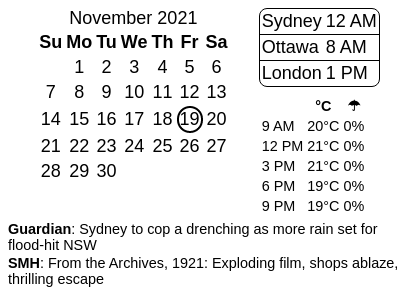 November 2021
Su Mo Tu We Th Fr Sa
1 2 3 4 5 6
7 8 9 10 11 12 13
14 15 16 17 18 19 20
21 22 23 24 25 26 27
28 29 30
Sydney 12 AM
Ottawa 8 AM
London 1 PM
°C ☂
9 AM 20°C 0%
12 PM 21°C 0%
3 PM 21°C 0%
6 PM 19°C 0%
9 PM 19°C 0%
Guardian: Sydney to cop a drenching as more rain set for
flood-hit NSW
SMH: From the Archives, 1921: Exploding film, shops ablaze,
thrilling escape